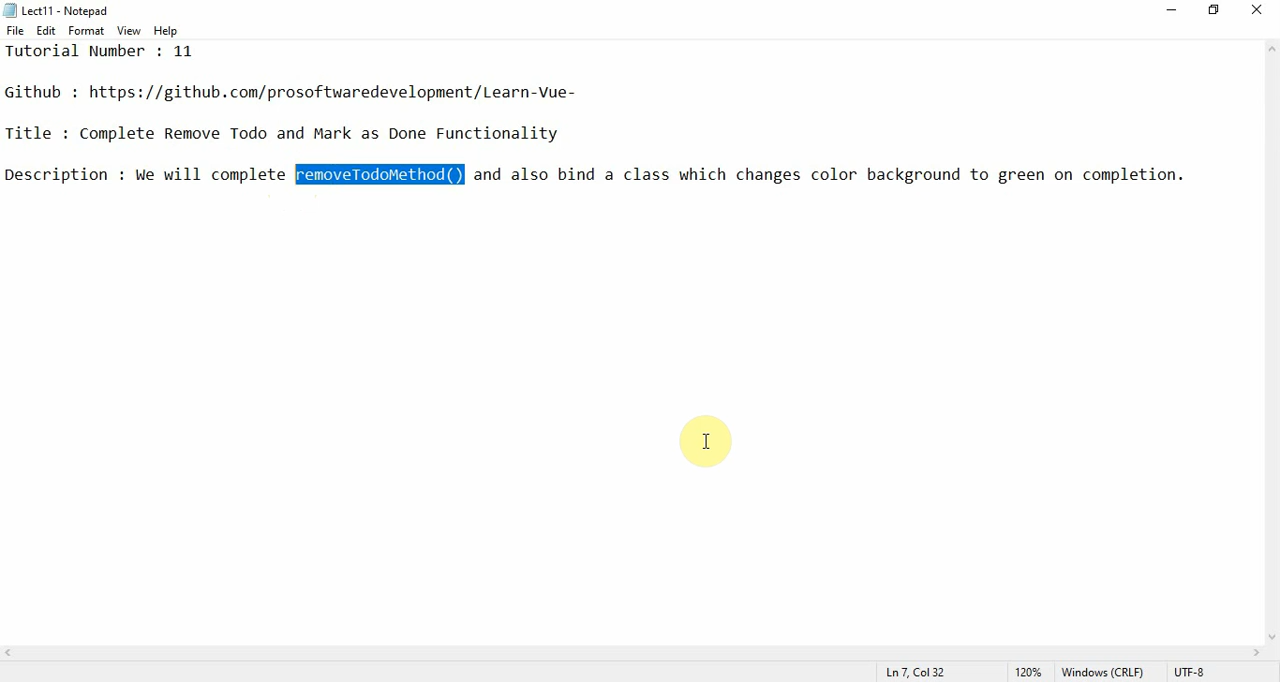 Lect11 - Notepad
File Edit Format View Help
Tutorial Number : 11
Github : https://github.com/prosoftwaredevelopment/Learn-Vue-
Title : Complete Remove Todo and Mark as Done Functionality
Description : We will complete removeTodoMethod() and also bind a class which changes color background to green on completion.
Ln 7, Col 32 120% Windows (CRLF) UTF-8